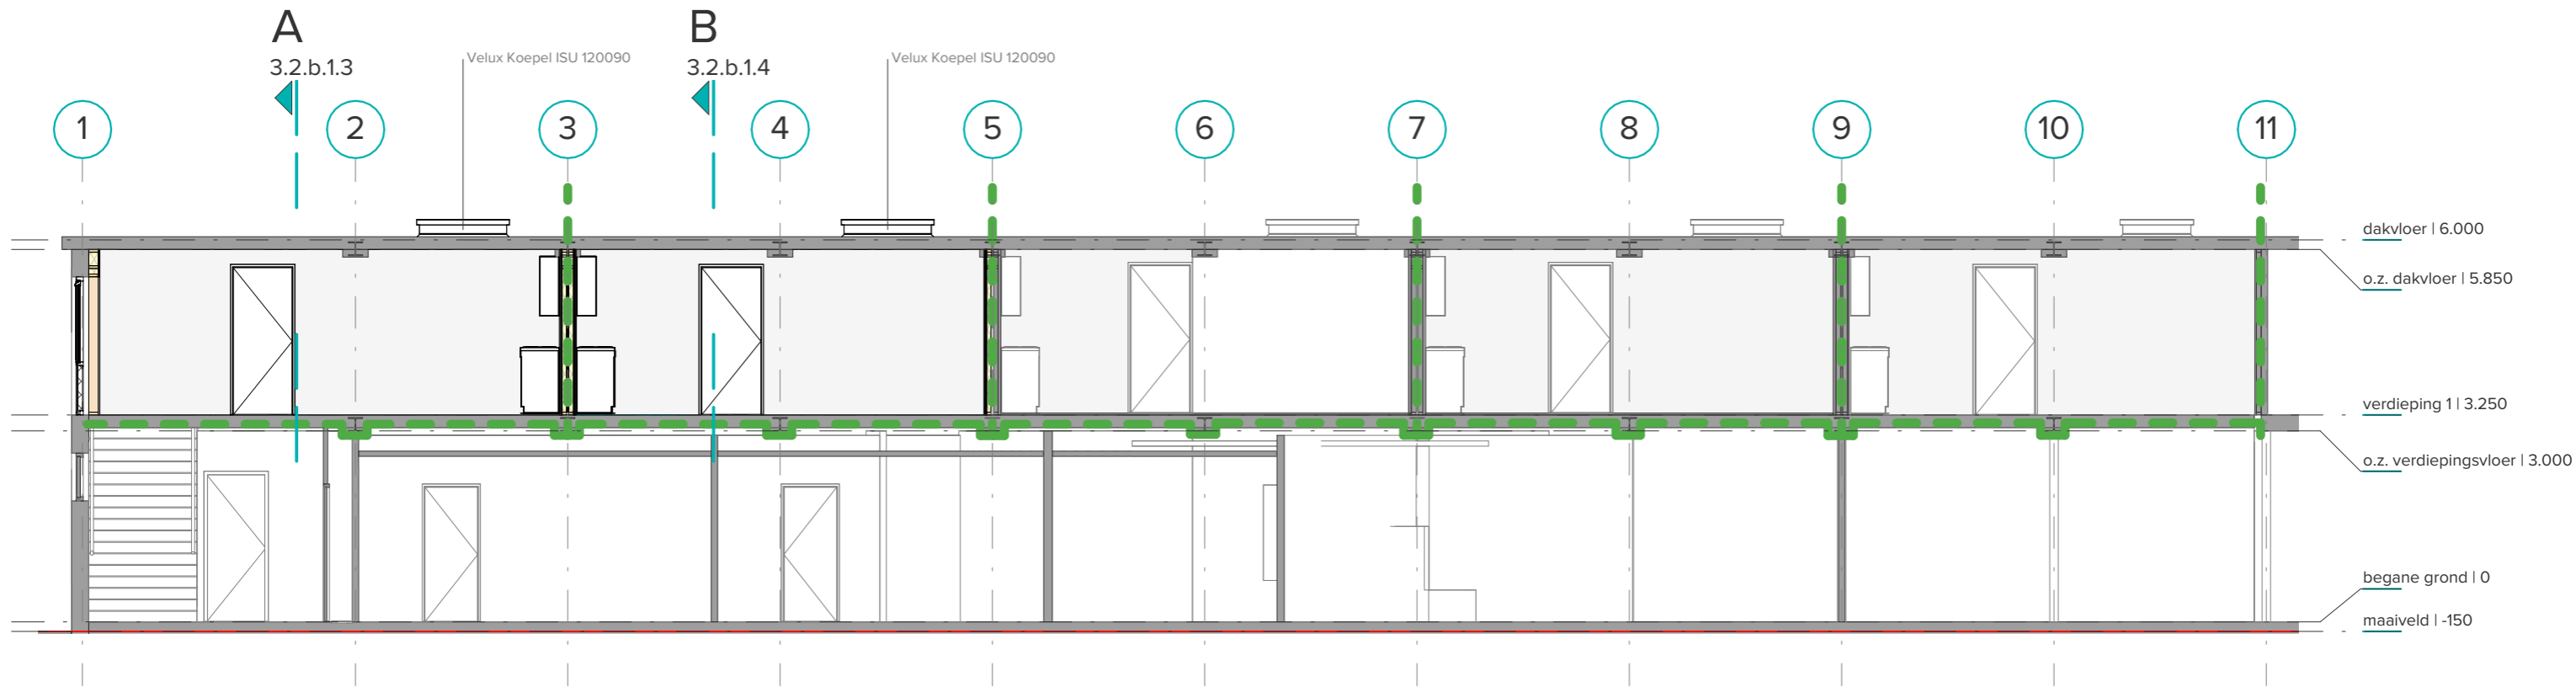 A
3.2.b.1.3
B
3.2.b.1.4
Velux Koepel ISU 120090
Velux Koepel ISU 120090
1
2
3
4
5
6
7
8
9
10
11
dakvloer | 6.000
o.z. dakvloer | 5.850
verdieping 1 | 3.250
o.z. verdiepingsvloer | 3.000
begane grond | 0
maaiveld | -150